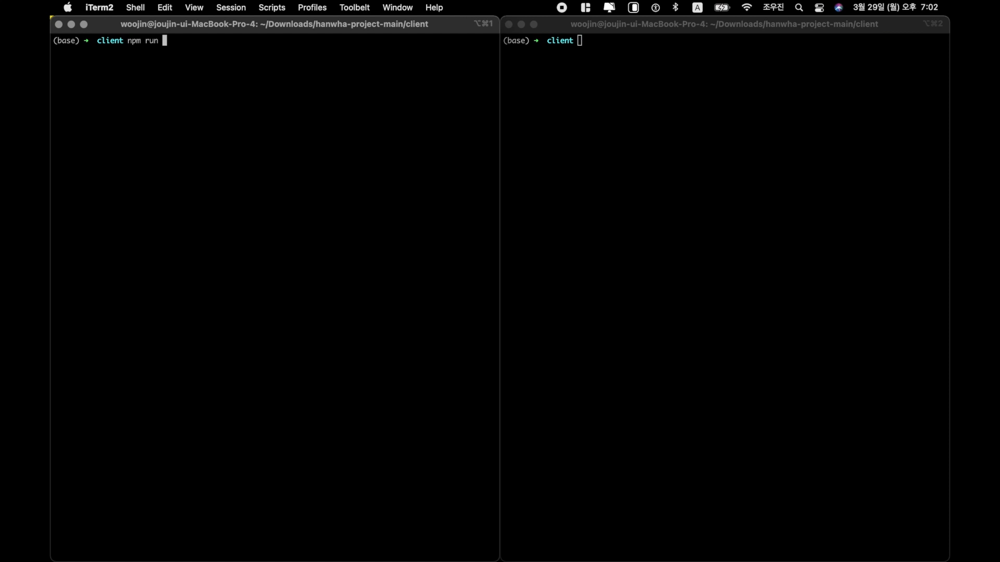 iTerm2 Shell Edit View Session Scripts Profiles Toolbelt Window Help A 조우진 3월 29일 (월) 오후 7:02
woojin@joujin-ui-MacBook-Pro-4: ~/Downloads/hanwha-project-main/client ⌥⌘1
(base) ➜ client npm run
woojin@joujin-ui-MacBook-Pro-4: ~/Downloads/hanwha-project-main/client ⌥⌘2
(base) ➜ client